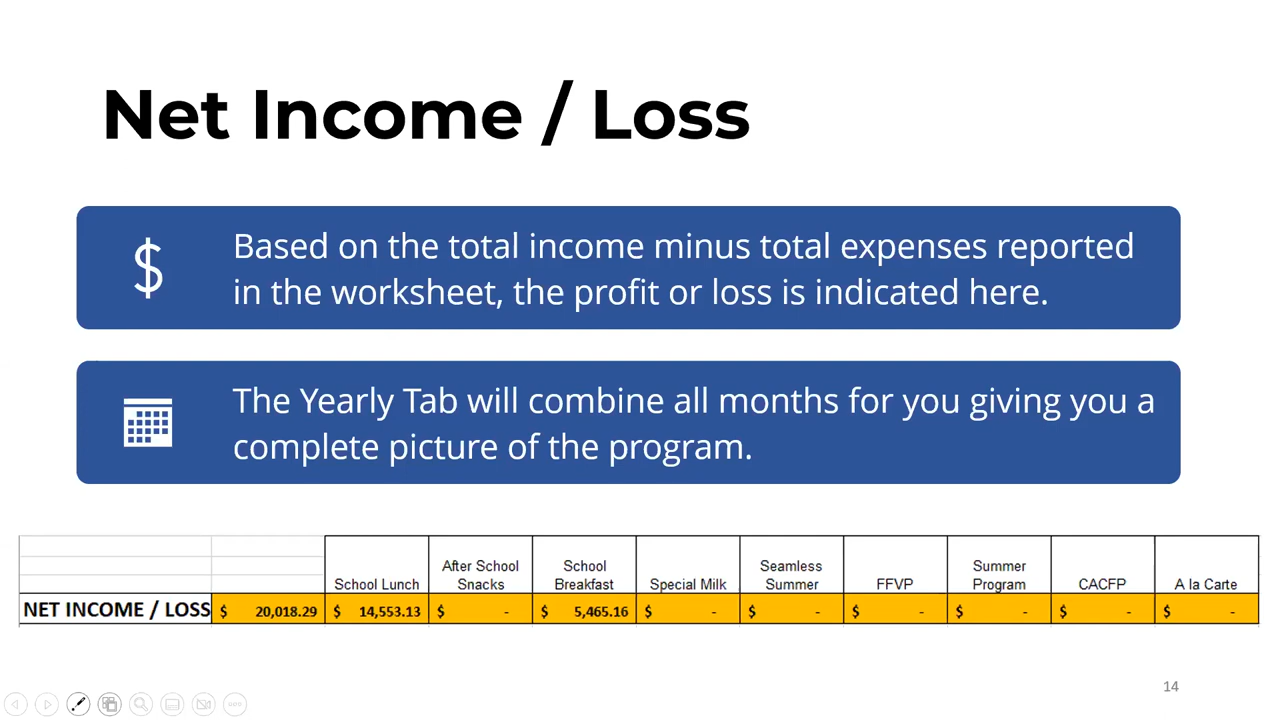 Net Income / Loss
$
Based on the total income minus total expenses reported
in the worksheet, the profit or loss is indicated here.
The Yearly Tab will combine all months for you giving you a
complete picture of the program.
School Lunch After School Snacks School Breakfast Special Milk Seamless Summer FFVP Summer Program CACFP A la Carte
NET INCOME / LOSS $ 20,018.29 $ 14,553.13 $ - $ 5,465.16 $ - $ - $ - $ - $ - $ -
14